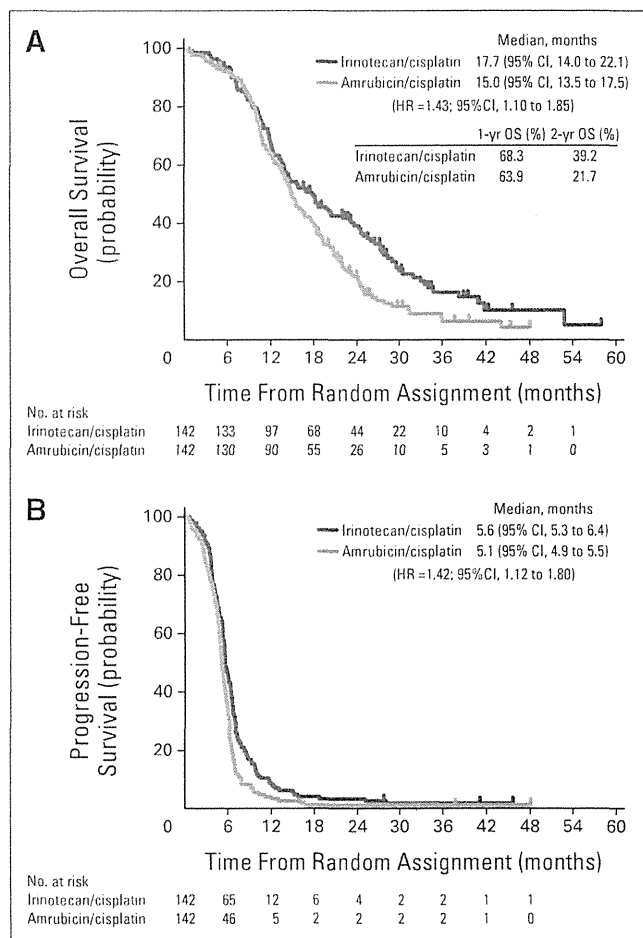 A
Overall Survival
(probability)
100
80
60
40
20
0 6 12 18 24 30 36 42 48 54 60
Time From Random Assignment (months)
Median, months
Irinotecan/cisplatin 17.7 (95% CI, 14.0 to 22.1)
Amrubicin/cisplatin 15.0 (95% CI, 13.5 to 17.5)
(HR =1.43; 95%CI, 1.10 to 1.85)
1-yr OS (%) 2-yr OS (%)
Irinotecan/cisplatin 68.3 39.2
Amrubicin/cisplatin 63.9 21.7
No. at risk
Irinotecan/cisplatin 142 133 97 68 44 22 10 4 2 1
Amrubicin/cisplatin 142 130 90 55 26 10 5 3 1 0
B
Progression-Free
Survival (probability)
100
80
60
40
20
0 6 12 18 24 30 36 42 48 54 60
Time From Random Assignment (months)
Median, months
Irinotecan/cisplatin 5.6 (95% CI, 5.3 to 6.4)
Amrubicin/cisplatin 5.1 (95% CI, 4.9 to 5.5)
(HR =1.42; 95%CI, 1.12 to 1.80)
No. at risk
Irinotecan/cisplatin 142 65 12 6 4 2 2 1 1
Amrubicin/cisplatin 142 46 5 2 2 2 2 1 0